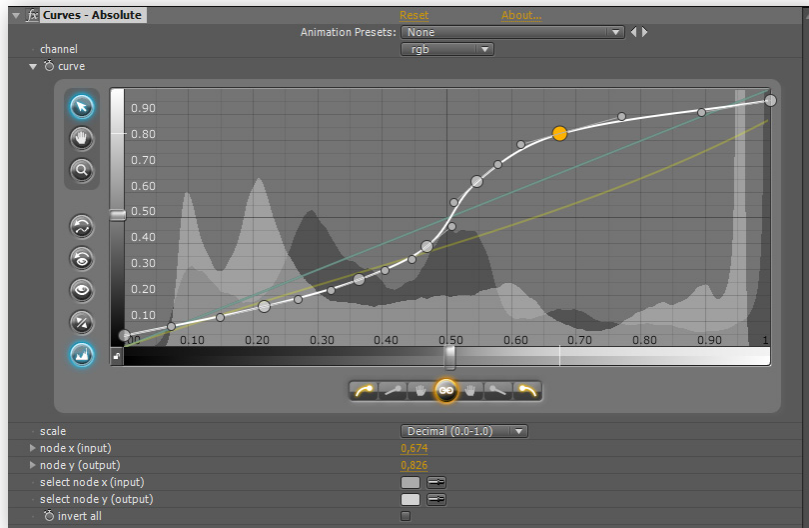 fx Curves - Absolute Reset About...
Animation Presets: None
channel rgb
curve
0.90
0.80
0.70
0.60
0.50
0.40
0.30
0.20
0.10
.00 0.10 0.20 0.30 0.40 0.50 0.60 0.70 0.80 0.90 1
scale Decimal (0.0-1.0)
node x (input) 0,674
node y (output) 0,826
select node x (input)
select node y (output)
invert all